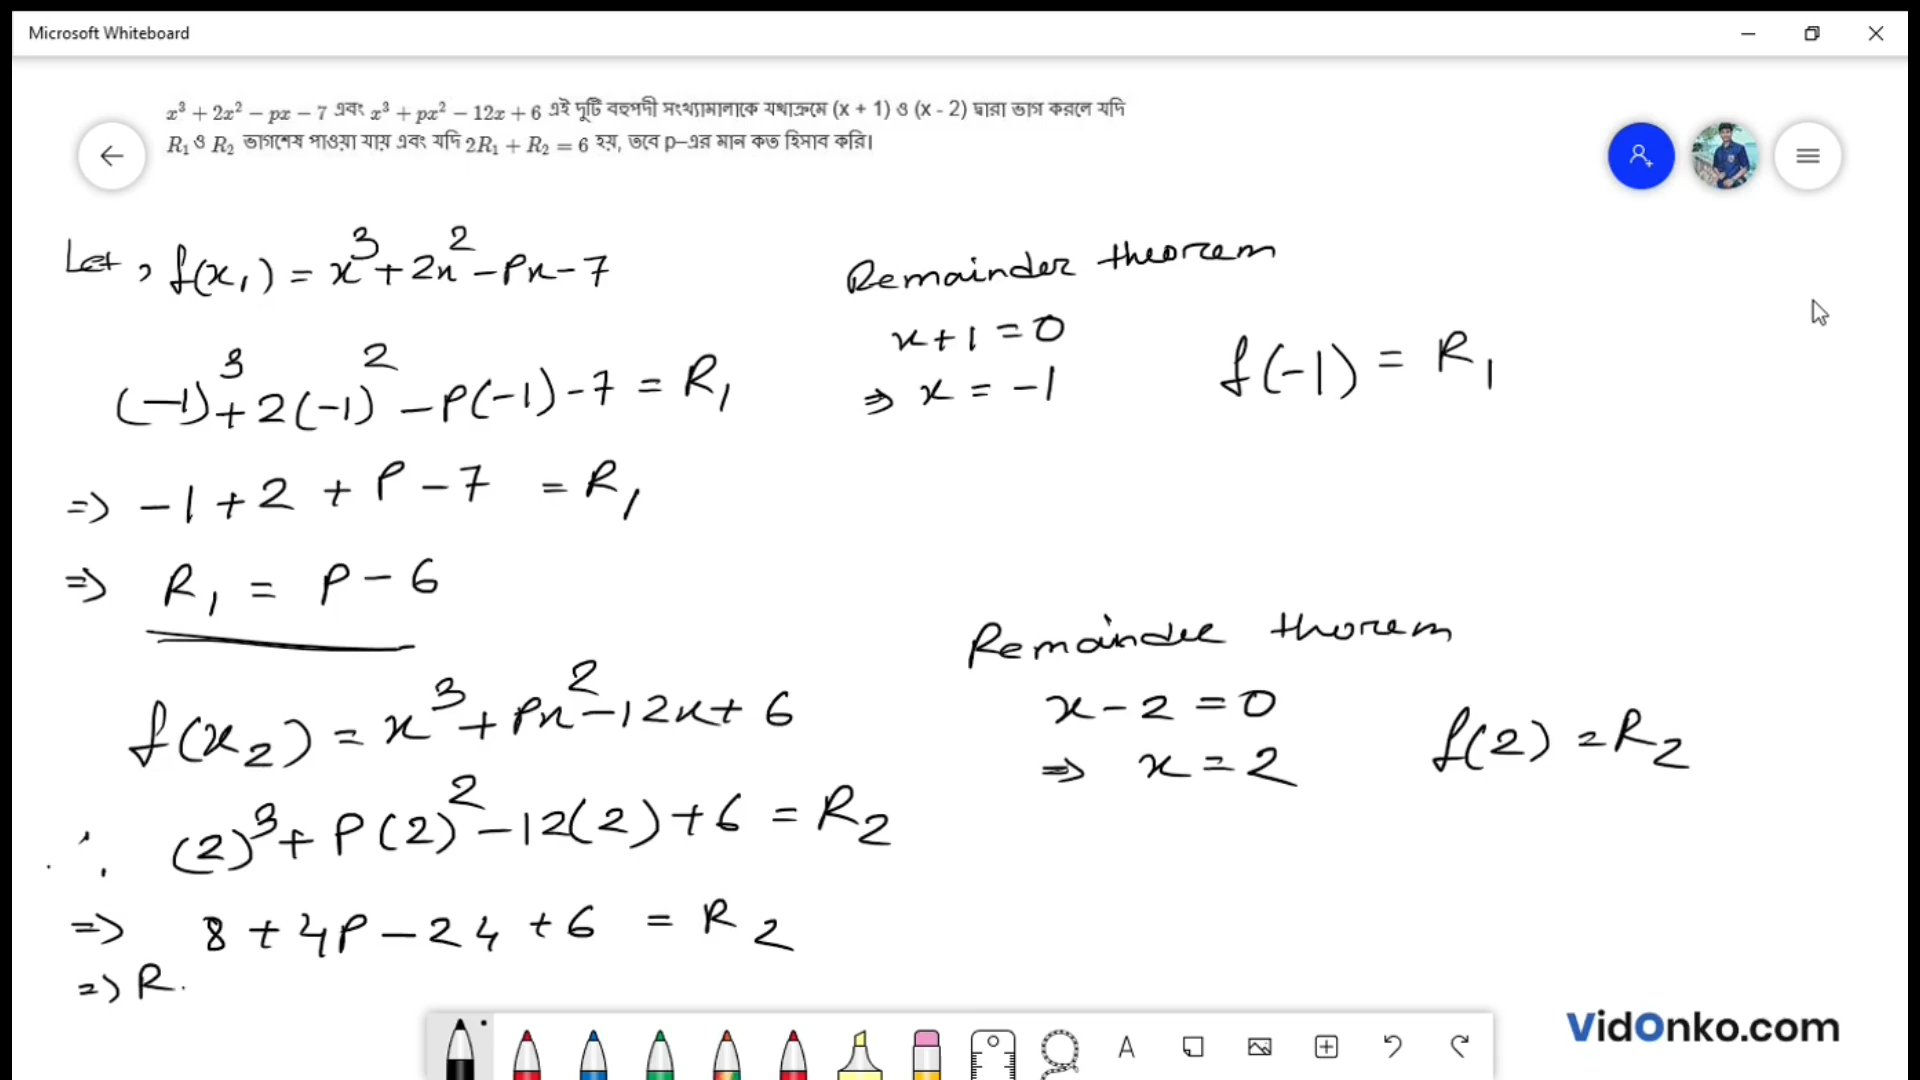 Microsoft Whiteboard
x³ + 2x² − px − 7 এবং x³ + px² − 12x + 6 এই দুটি বহুপদী সংখ্যামালাকে যথাক্রমে (x + 1) ও (x - 2) দ্বারা ভাগ করলে যদি
R₁ ও R₂ ভাগশেষ পাওয়া যায় এবং যদি 2R₁ + R₂ = 6 হয়, তবে p–এর মান কত হিসাব করি।
Let, f(x₁) = x³ + 2x² − Px − 7
Remainder theorem
x + 1 = 0
⇒ x = −1
f(−1) = R₁
(−1)³ + 2(−1)² − P(−1) − 7 = R₁
⇒ −1 + 2 + P − 7 = R₁
⇒ R₁ = P − 6
f(x₂) = x³ + Px² − 12x + 6
Remainder thorem
x − 2 = 0
⇒ x = 2
f(2) = R₂
∴ (2)³ + P(2)² − 12(2) + 6 = R₂
⇒ 8 + 4P − 24 + 6 = R₂
⇒ R
A
VidOnko.com